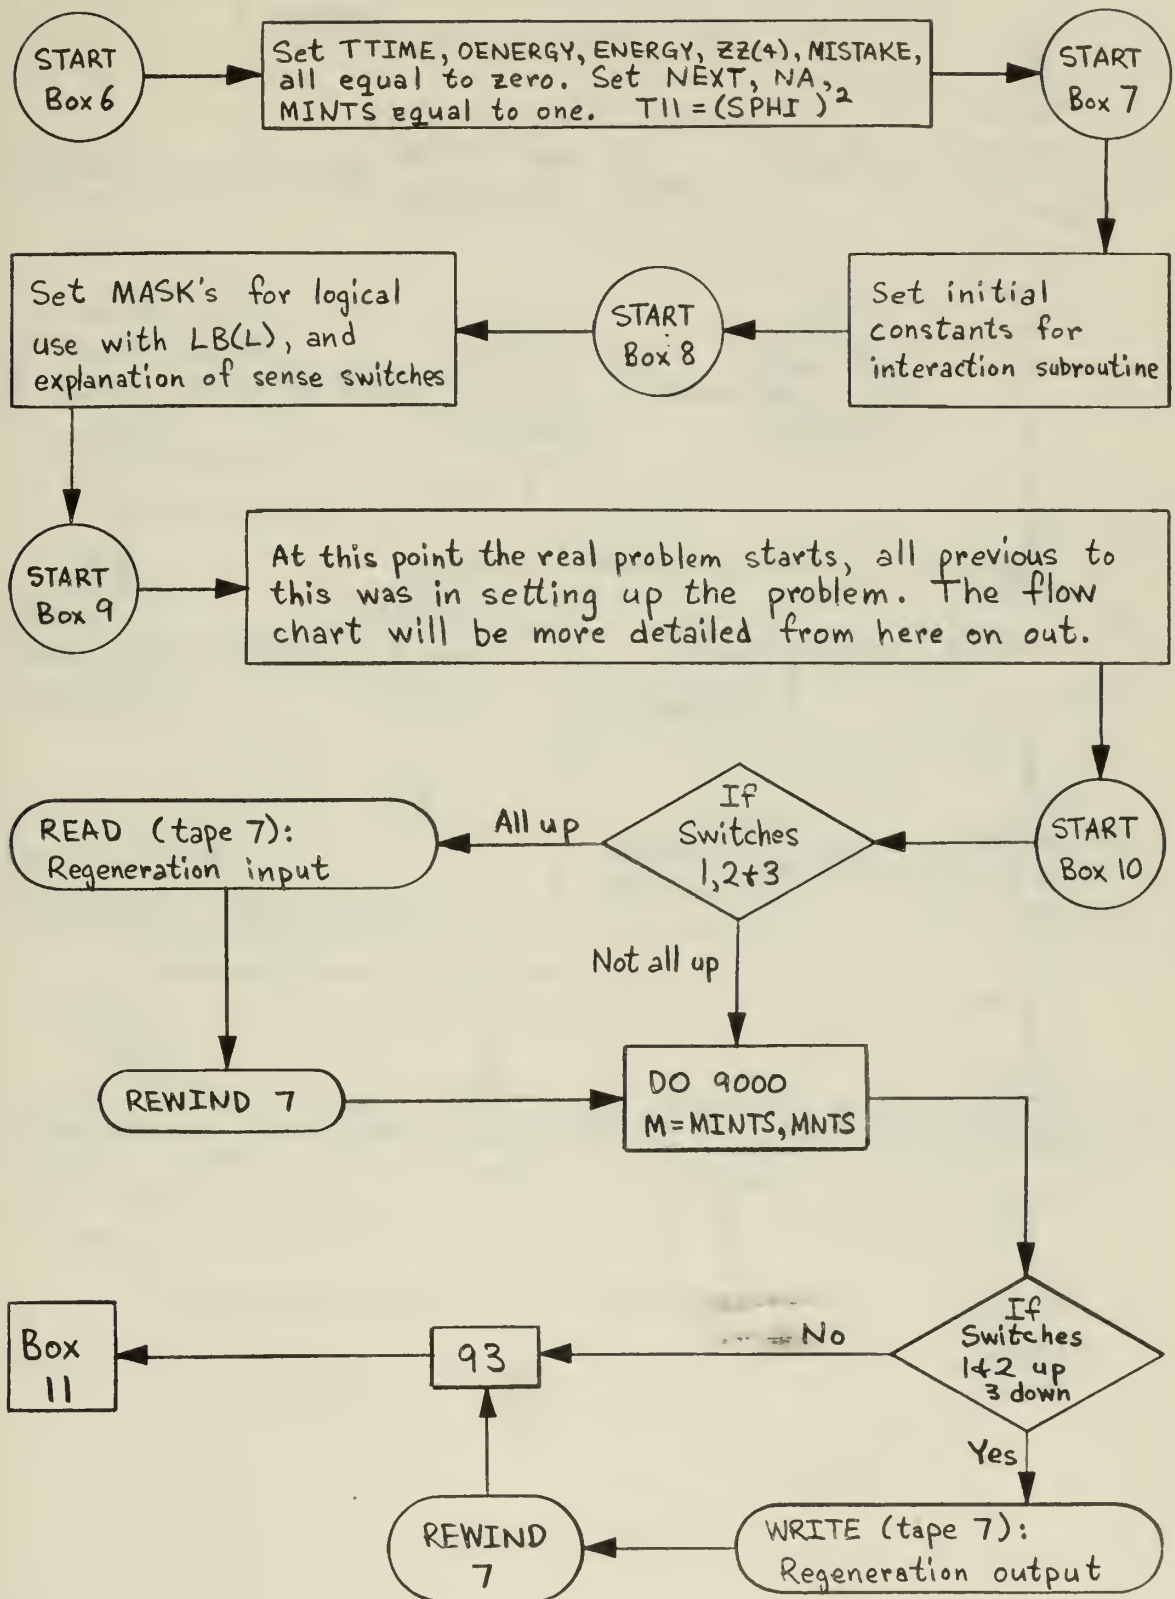 START
Box 6
Set TTIME, OENERGY, ENERGY, ZZ(4), MISTAKE,
all equal to zero. Set NEXT, NA,
MINTS equal to one. T11 = (SPHI )²
START
Box 7
Set initial
constants for
interaction subroutine
START
Box 8
Set MASK's for logical
use with LB(L), and
explanation of sense switches
START
Box 9
At this point the real problem starts, all previous to
this was in setting up the problem. The flow
chart will be more detailed from here on out.
START
Box 10
If
Switches
1,2+3
All up
READ (tape 7):
Regeneration input
Not all up
REWIND 7
DO 9000
M=MINTS,MNTS
If
Switches
1+2 up
3 down
No
93
Box
11
Yes
WRITE (tape 7):
Regeneration output
REWIND
7